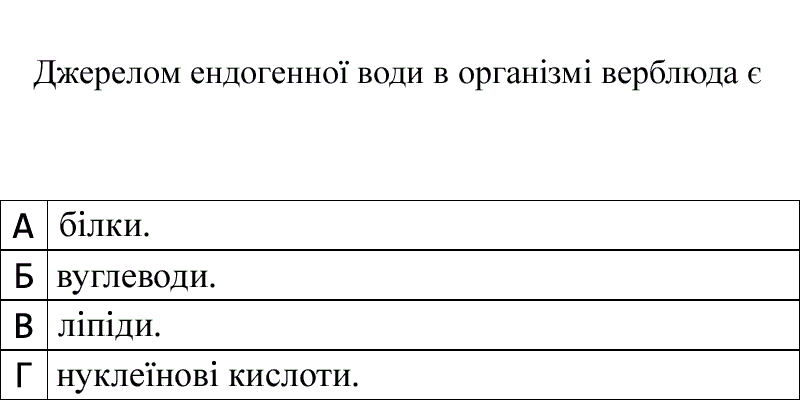 Джерелом ендогенної води в організмі верблюда є
А білки.
Б вуглеводи.
В ліпіди.
Г нуклеїнові кислоти.